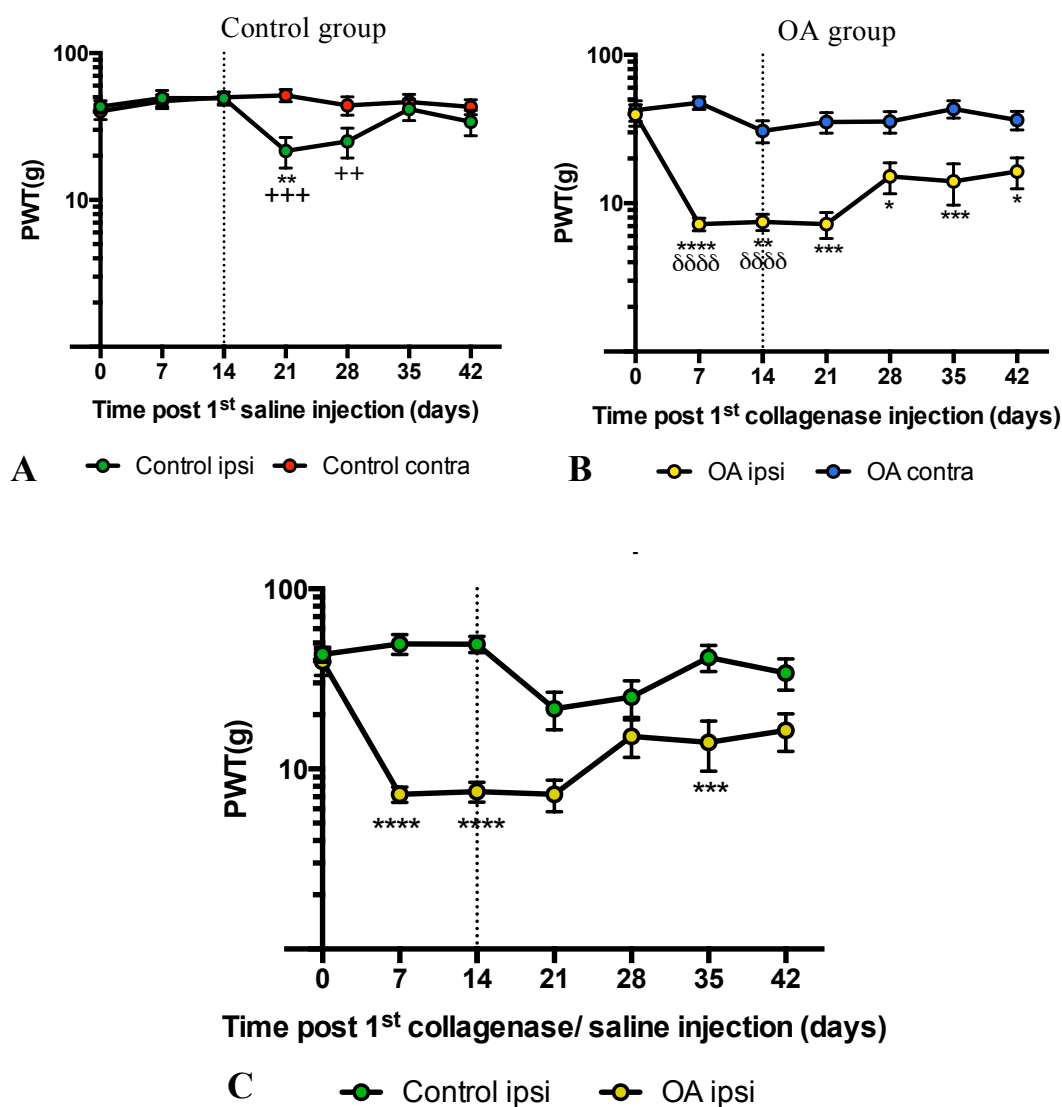 Control group
100
10
PWT(g)
**
+++
++
0 7 14 21 28 35 42
Time post 1st saline injection (days)
A Control ipsi Control contra
OA group
100
10
PWT(g)
**** ** *** * *** *
δδδδ δδδδ
0 7 14 21 28 35 42
Time post 1st collagenase injection (days)
B OA ipsi OA contra
-
100
10
PWT(g)
**** **** ***
0 7 14 21 28 35 42
Time post 1st collagenase/ saline injection (days)
C Control ipsi OA ipsi